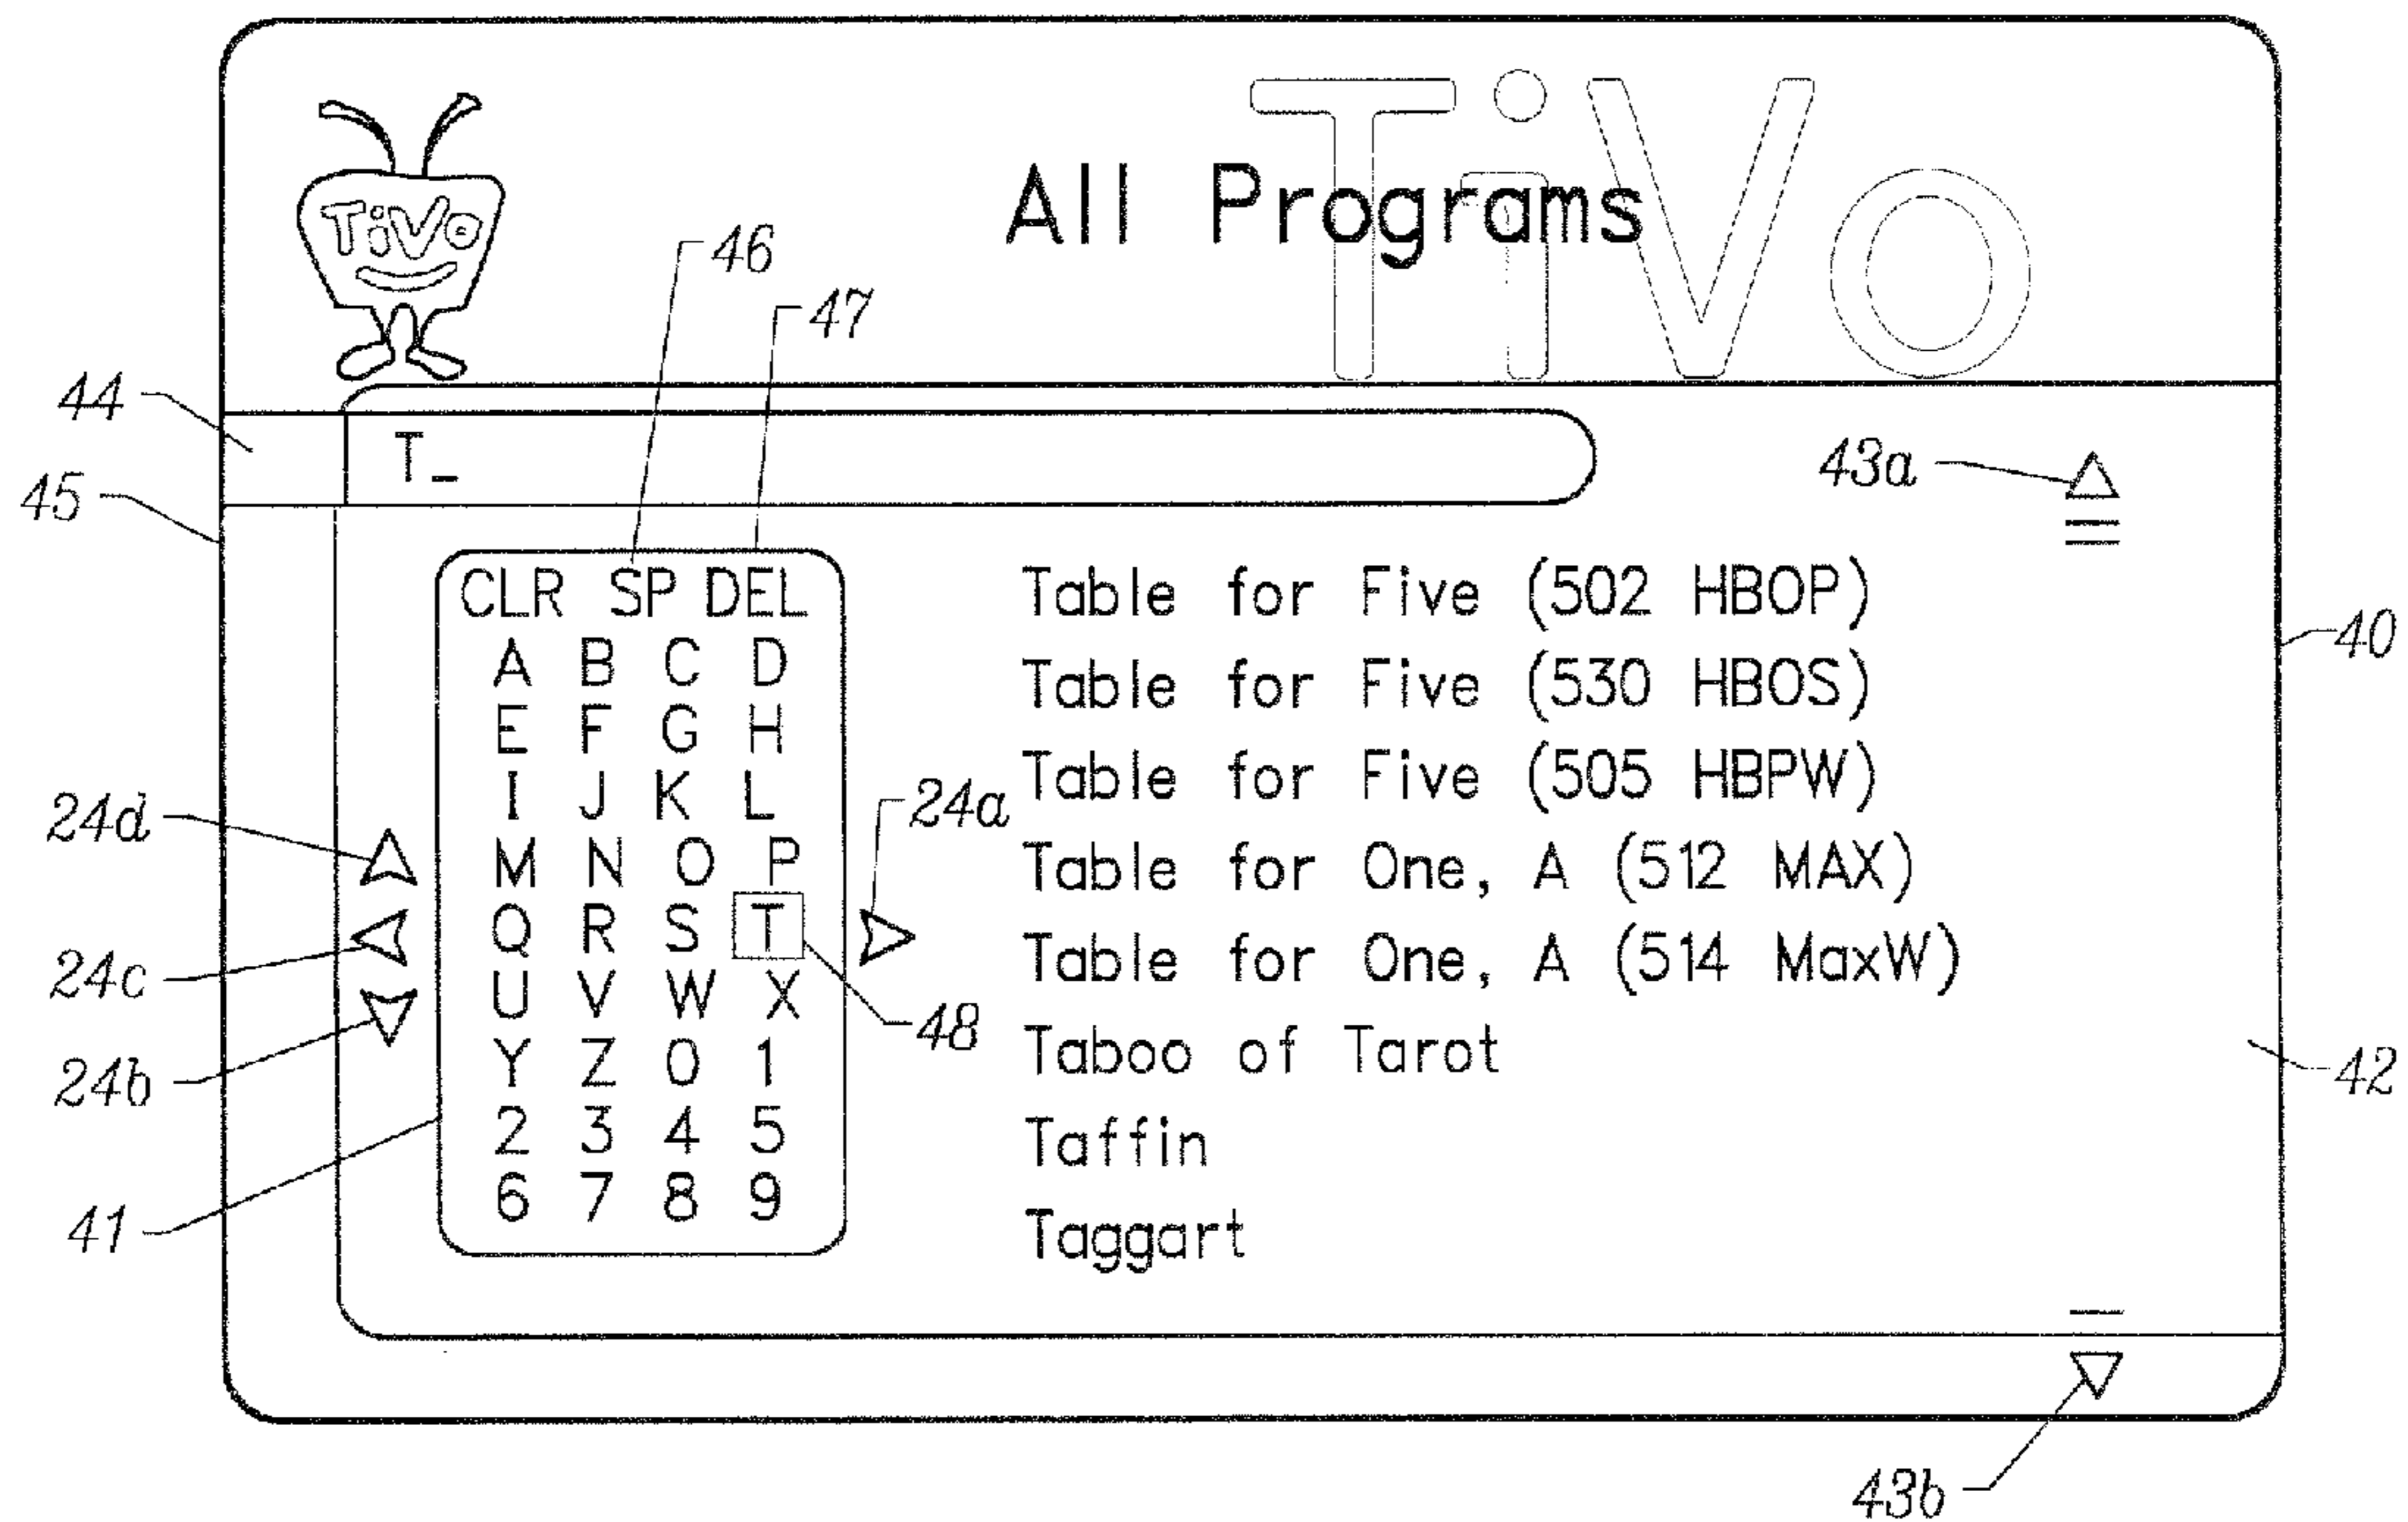 TiVo
TiVo
All Programs
46
47
44
T_
43a
45
CLR SP DEL
A B C D
E F G H
I J K L
M N O P
Q R S T
U V W X
Y Z 0 1
2 3 4 5
6 7 8 9
Table for Five (502 HBOP)
Table for Five (530 HBOS)
Table for Five (505 HBPW)
Table for One, A (512 MAX)
Table for One, A (514 MaxW)
Taboo of Tarot
Taffin
Taggart
40
24d
24a
24c
48
24b
42
41
43b